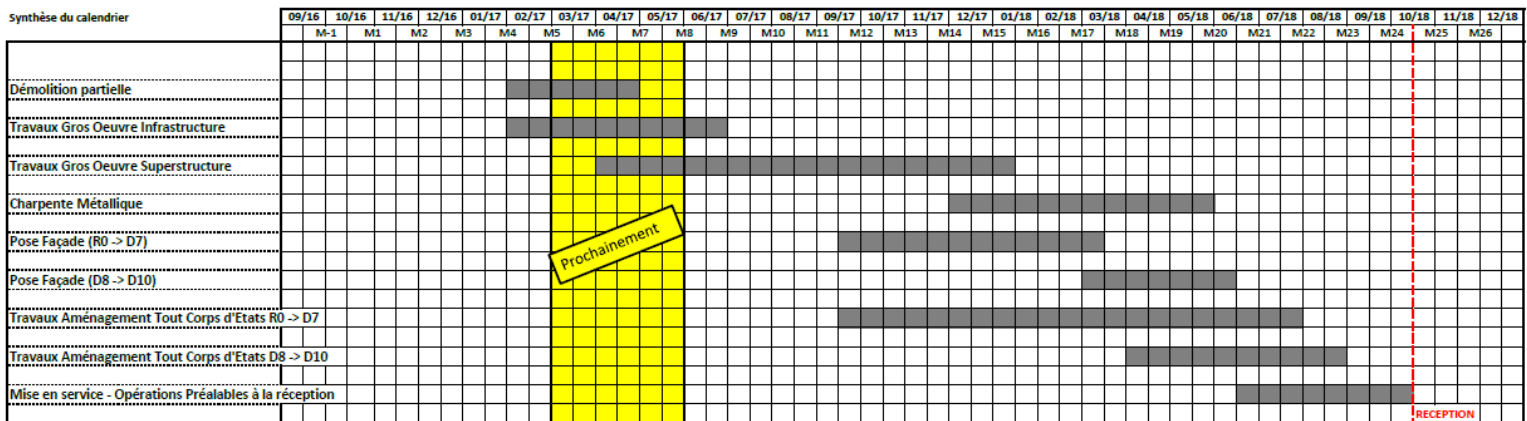 Synthèse du calendrier 09/16 10/16 11/16 12/16 01/17 02/17 03/17 04/17 05/17 06/17 07/17 08/17 09/17 10/17 11/17 12/17 01/18 02/18 03/18 04/18 05/18 06/18 07/18 08/18 09/18 10/18 11/18 12/18
M-1 M1 M2 M3 M4 M5 M6 M7 M8 M9 M10 M11 M12 M13 M14 M15 M16 M17 M18 M19 M20 M21 M22 M23 M24 M25 M26
Démolition partielle
Travaux Gros Oeuvre Infrastructure
Travaux Gros Oeuvre Superstructure
Charpente Métallique
Pose Façade (R0 -> D7)
Prochainement
Pose Façade (D8 -> D10)
Travaux Aménagement Tout Corps d'Etats R0 -> D7
Travaux Aménagement Tout Corps d'Etats D8 -> D10
Mise en service - Opérations Préalables à la réception
RECEPTION